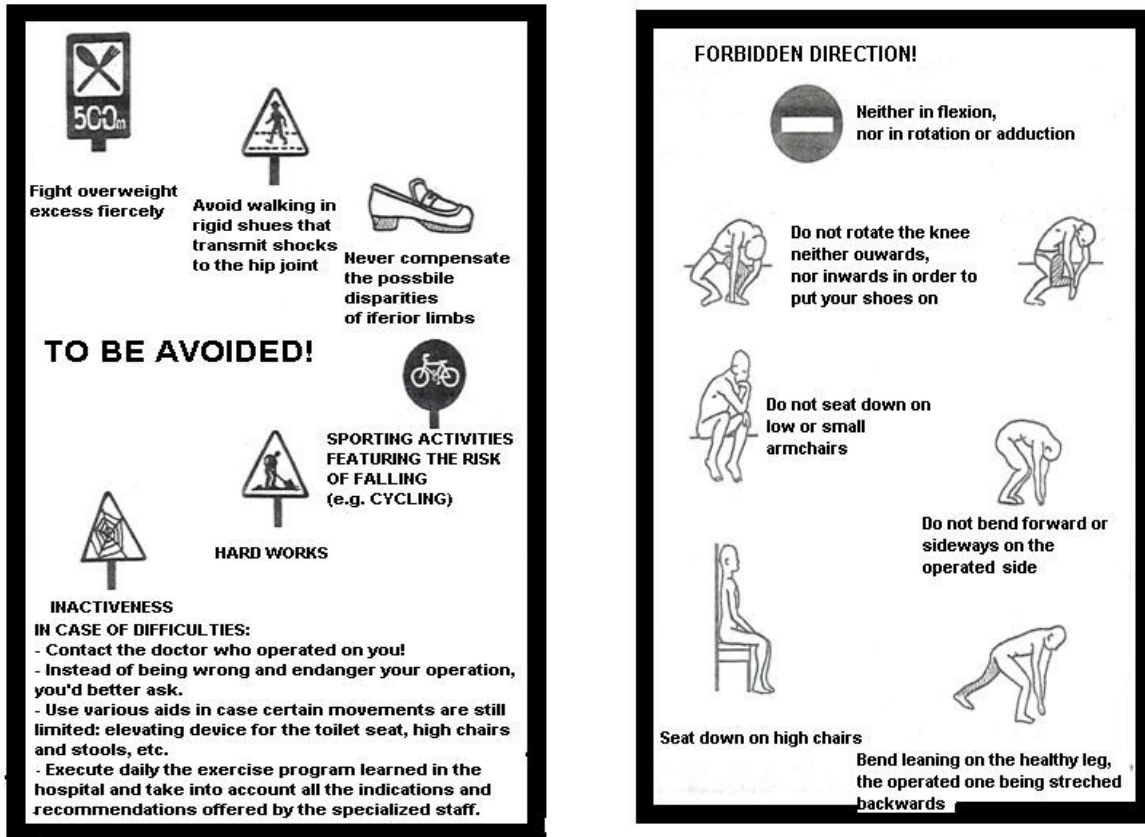 500m
Fight overweight
excess fiercely
Avoid walking in
rigid shues that
transmit shocks
to the hip joint
Never compensate
the possbile
disparities
of iferior limbs
TO BE AVOIDED!
SPORTING ACTIVITIES
FEATURING THE RISK
OF FALLING
(e.g. CYCLING)
HARD WORKS
INACTIVENESS
IN CASE OF DIFFICULTIES:
- Contact the doctor who operated on you!
- Instead of being wrong and endanger your operation,
you'd better ask.
- Use various aids in case certain movements are still
limited: elevating device for the toilet seat, high chairs
and stools, etc.
- Execute daily the exercise program learned in the
hospital and take into account all the indications and
recommendations offered by the specialized staff.
FORBIDDEN DIRECTION!
Neither in flexion,
nor in rotation or adduction
Do not rotate the knee
neither ouwards,
nor inwards in order to
put your shoes on
Do not seat down on
low or small
armchairs
Do not bend forward or
sideways on the
operated side
Seat down on high chairs
Bend leaning on the healthy leg,
the operated one being streched
backwards